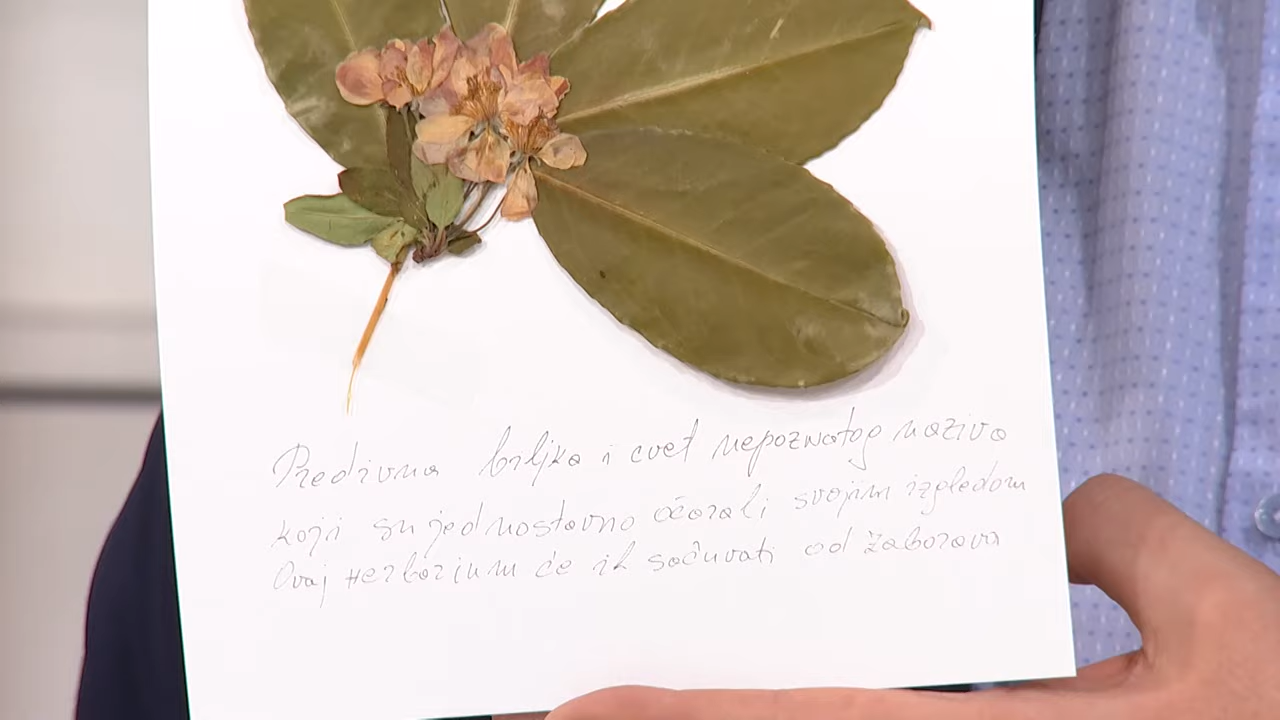 Predivna biljka i cvet nepoznatog naziva
koji su jednostavno očarali svojim izgledom
Ovaj Herbarium će ih sačuvati od zaborava